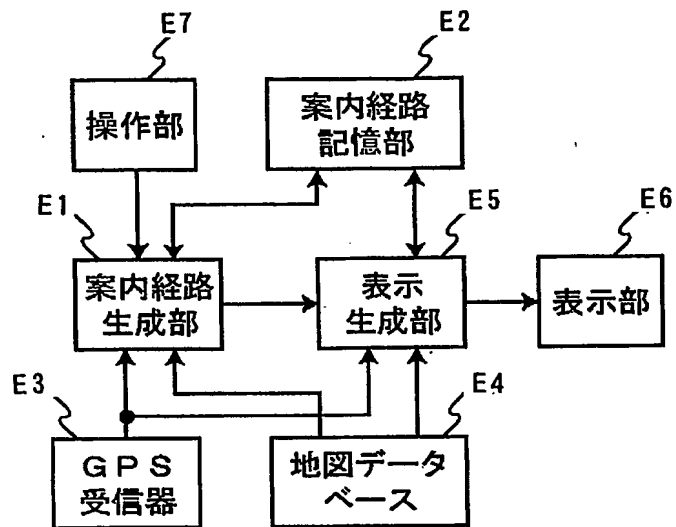 E7
E2
操作部
案内経路
記憶部
E1
E5
E6
案内経路
生成部
表示
生成部
表示部
E3
E4
GPS
受信器
地図データ
ベース